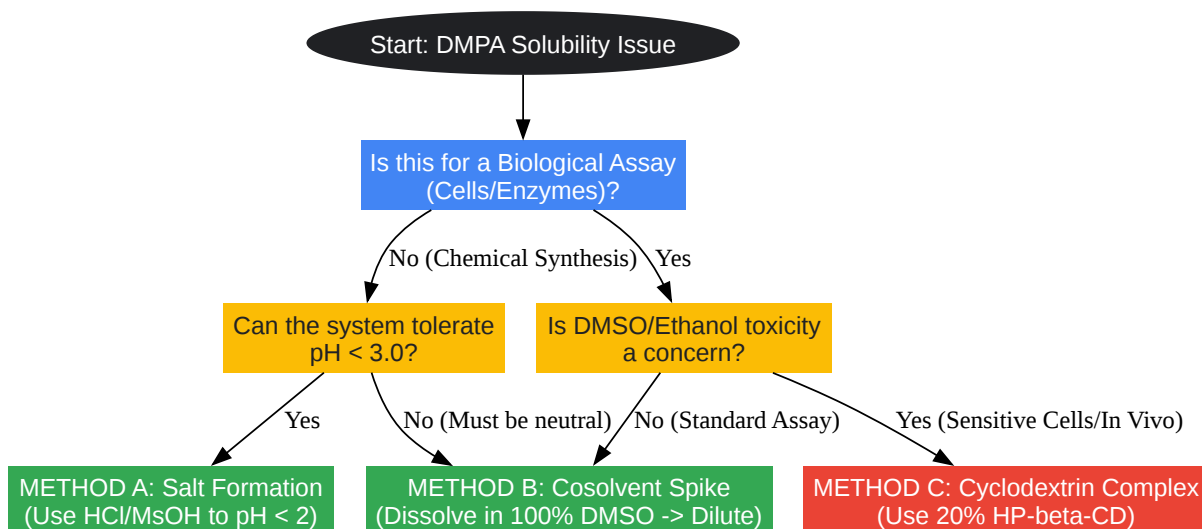 Start: DMPA Solubility Issue
Is this for a Biological Assay
(Cells/Enzymes)?
No (Chemical Synthesis)
Yes
Can the system tolerate
pH < 3.0?
Is DMSO/Ethanol toxicity
a concern?
Yes
No (Must be neutral)
No (Standard Assay)
Yes (Sensitive Cells/In Vivo)
METHOD A: Salt Formation
(Use HCl/MsOH to pH < 2)
METHOD B: Cosolvent Spike
(Dissolve in 100% DMSO -> Dilute)
METHOD C: Cyclodextrin Complex
(Use 20% HP-beta-CD)